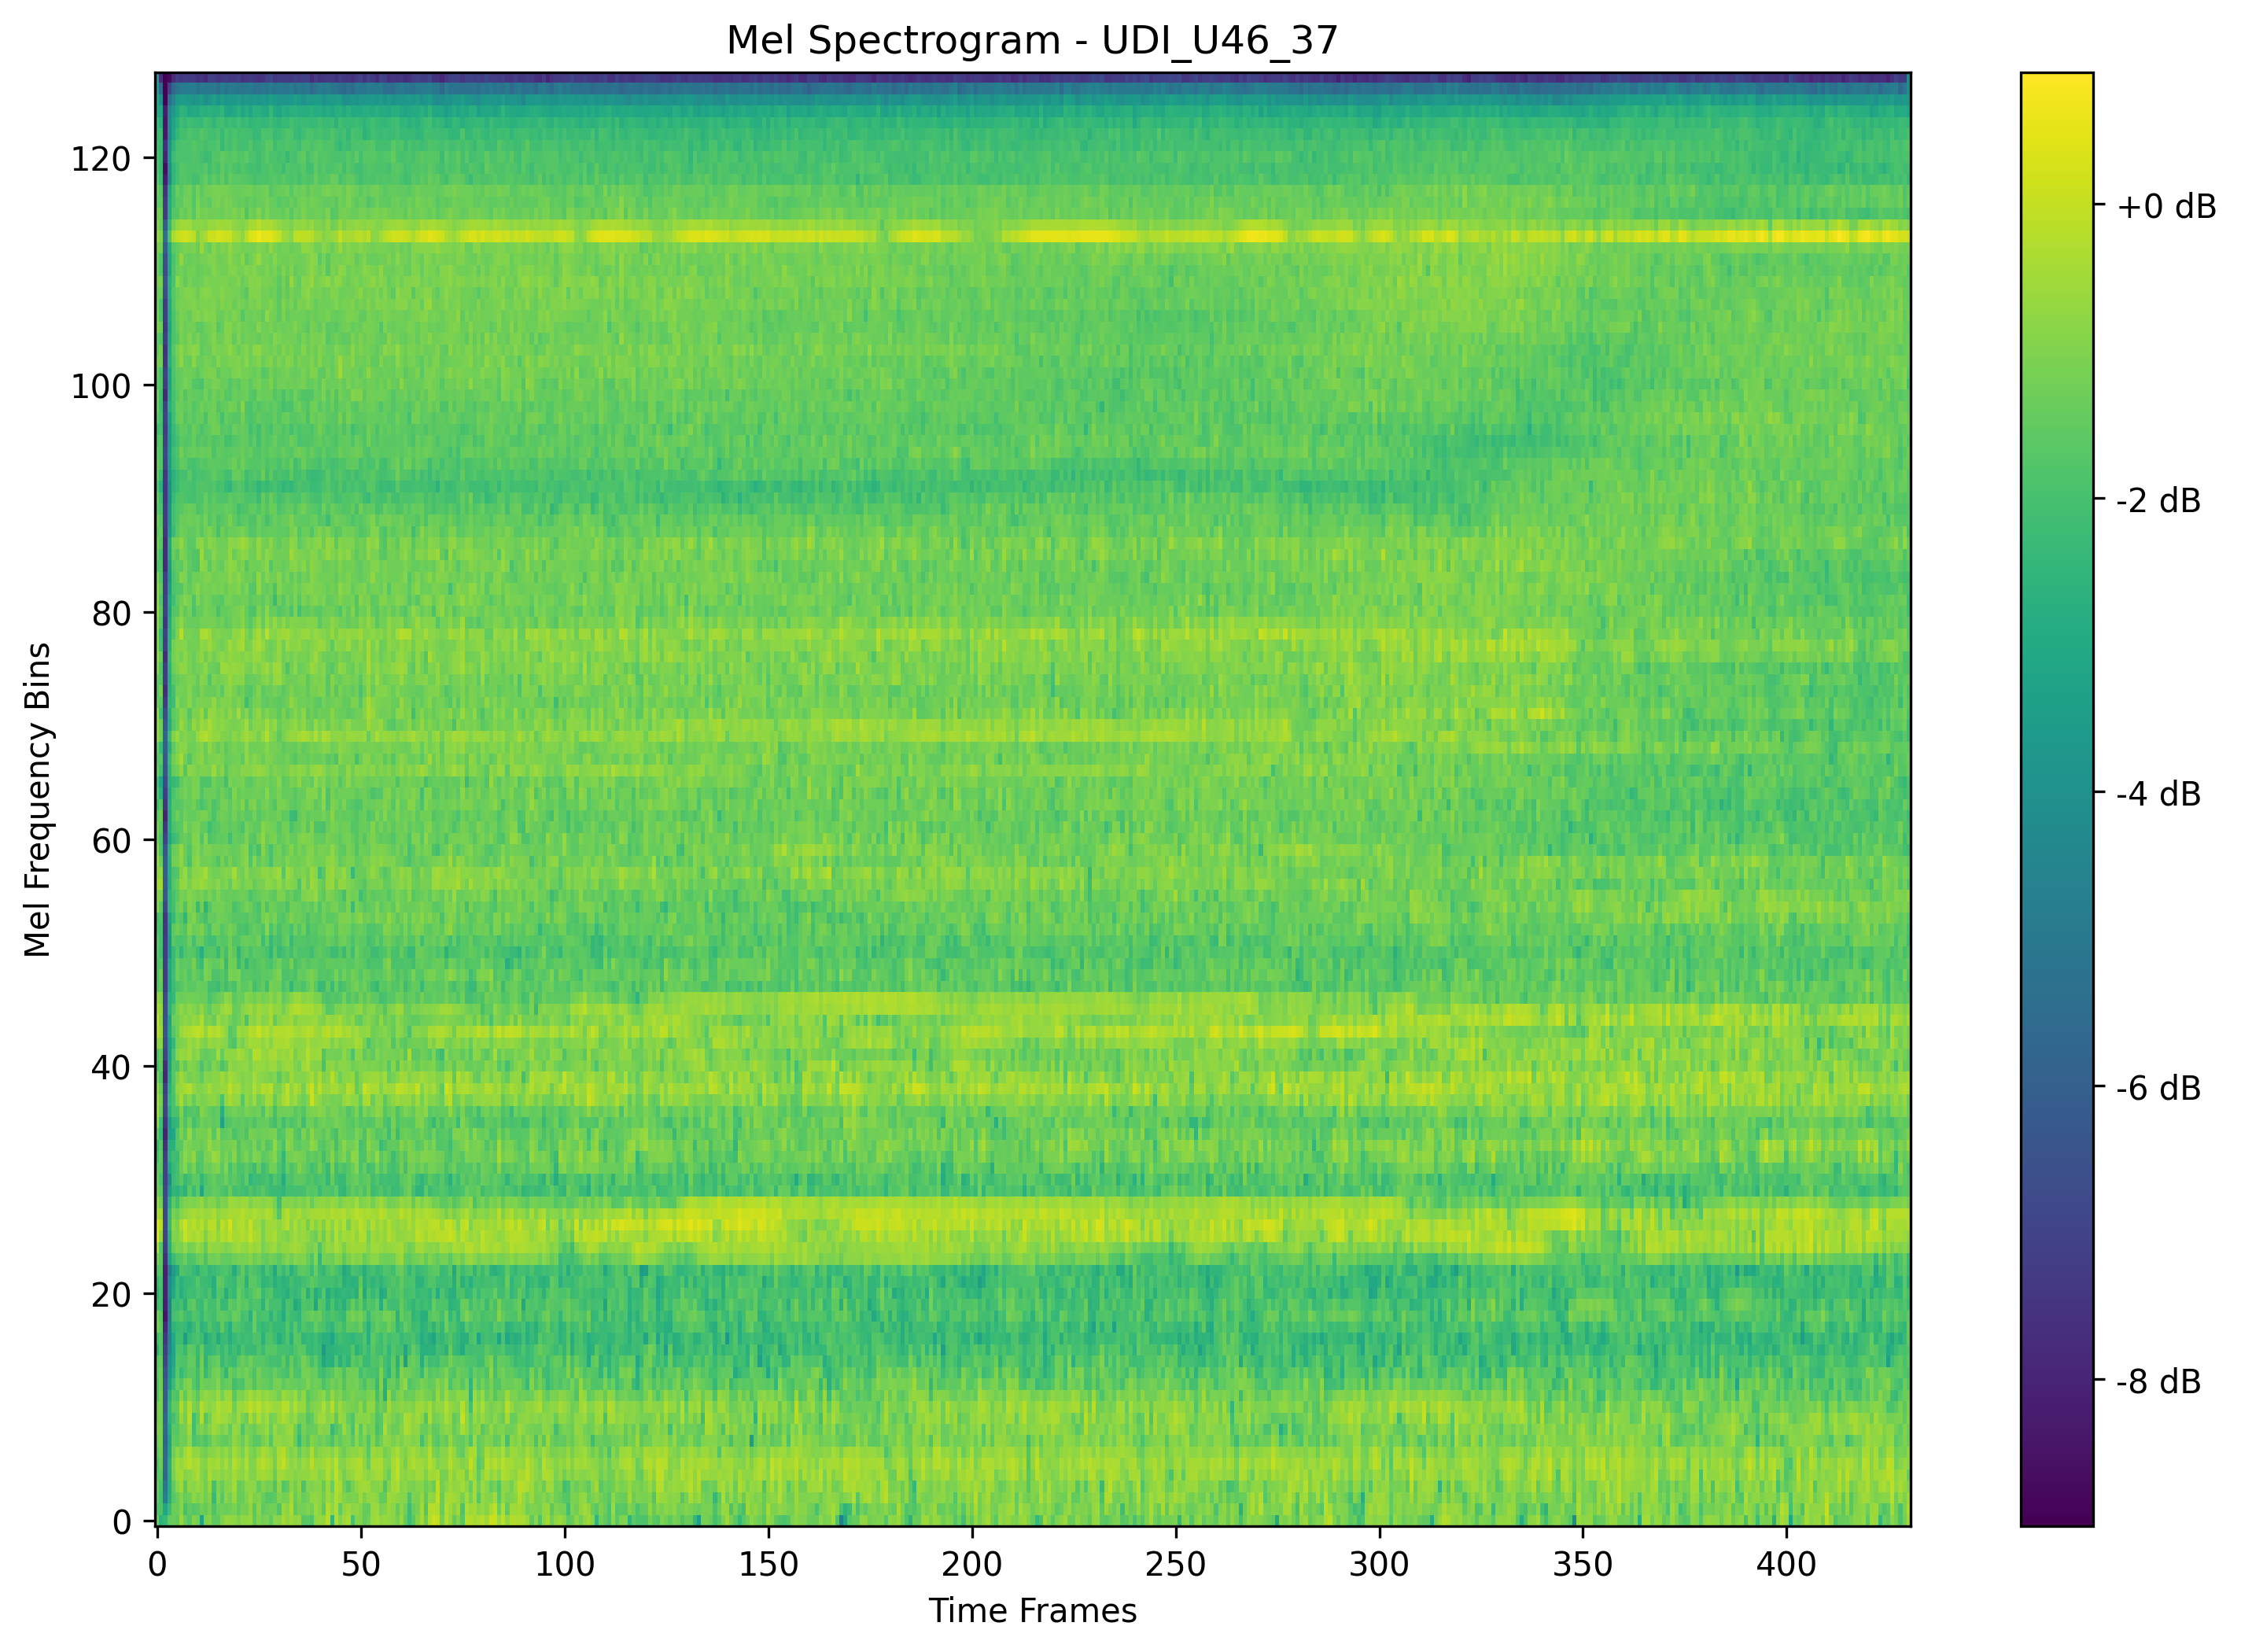 Mel Spectrogram - UDI_U46_37
Mel Frequency Bins
120
100
80
60
40
20
0
0 50 100 150 200 250 300 350 400
Time Frames
+0 dB
-2 dB
-4 dB
-6 dB
-8 dB